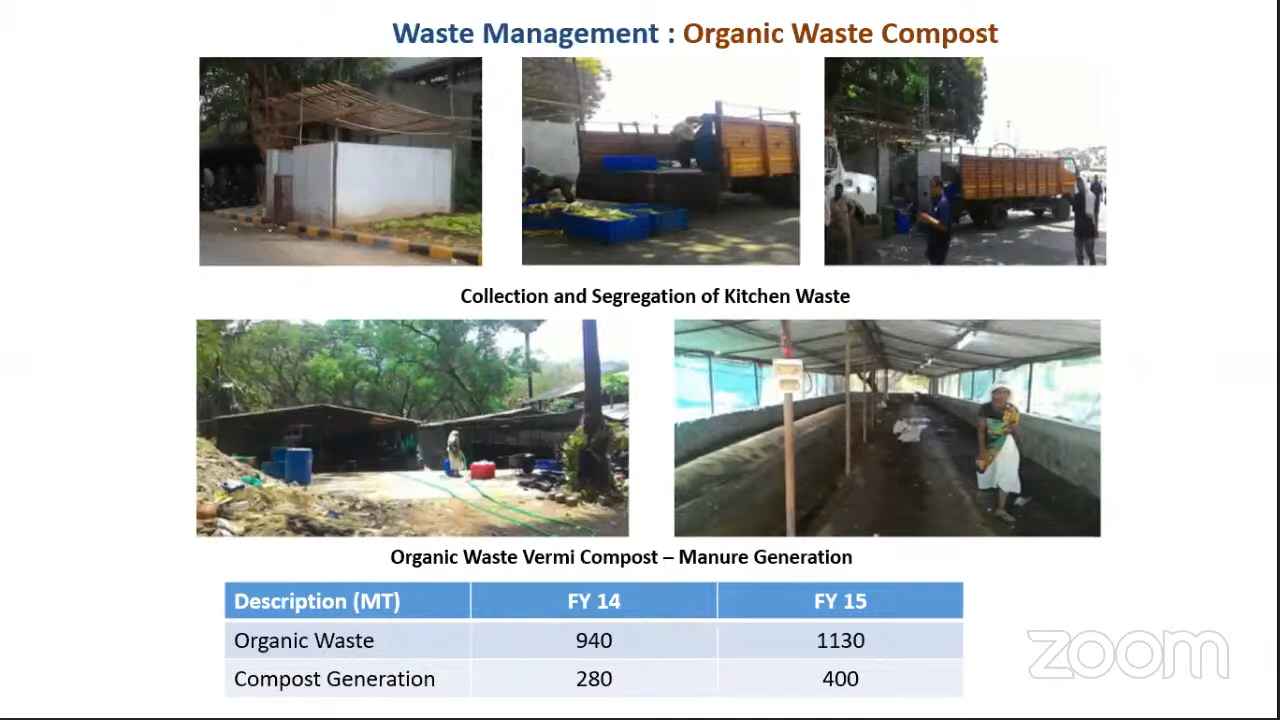 Waste Management : Organic Waste Compost
Collection and Segregation of Kitchen Waste
Organic Waste Vermi Compost – Manure Generation
Description (MT) FY 14 FY 15
Organic Waste 940 1130
Compost Generation 280 400
zoom